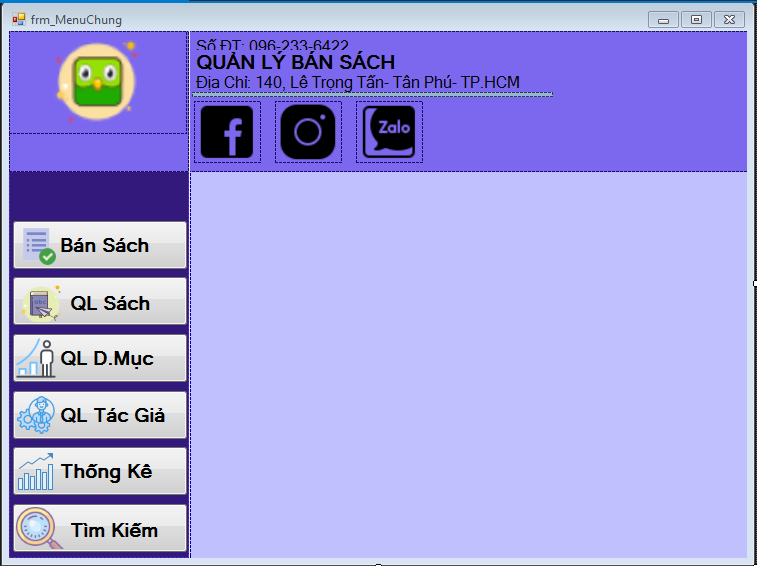 frm_MenuChung
Số ĐT: 096-233-6422
QUẢN LÝ BÁN SÁCH
Địa Chỉ: 140, Lê Trọng Tấn- Tân Phú- TP.HCM
Zalo
Bán Sách
QL Sách
QL D.Mục
QL Tác Giả
Thống Kê
Tìm Kiếm